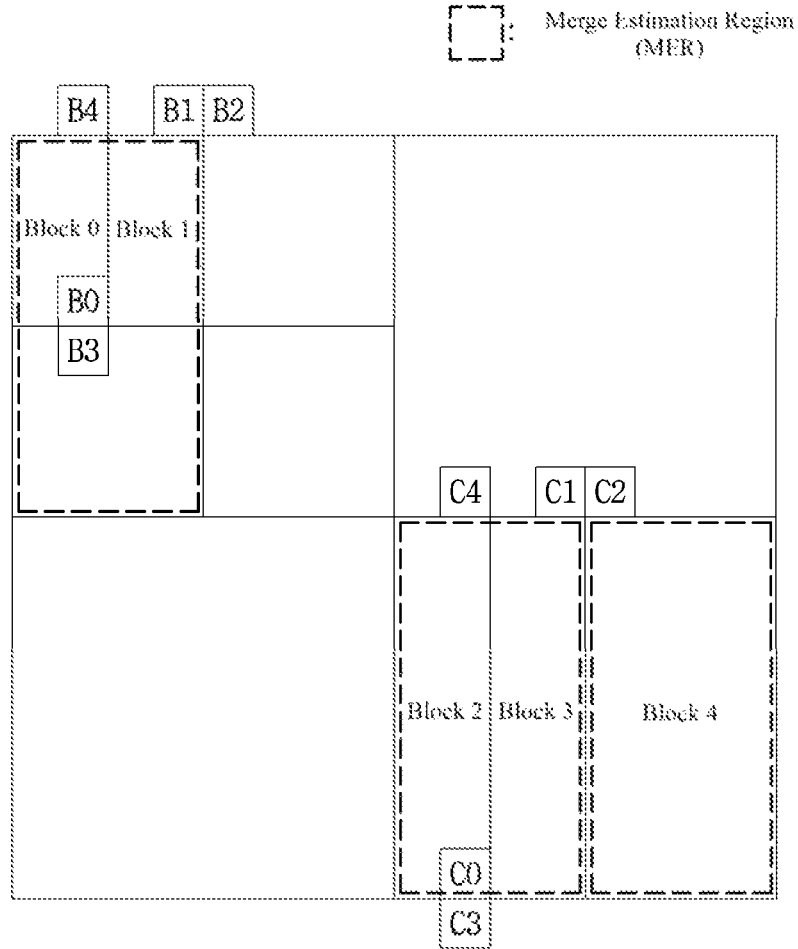 : Merge Estimation Region
(MER)
B4 B1 B2
Block 0 Block 1
B0
B3
C4 C1 C2
Block 2 Block 3 Block 4
C0
C3